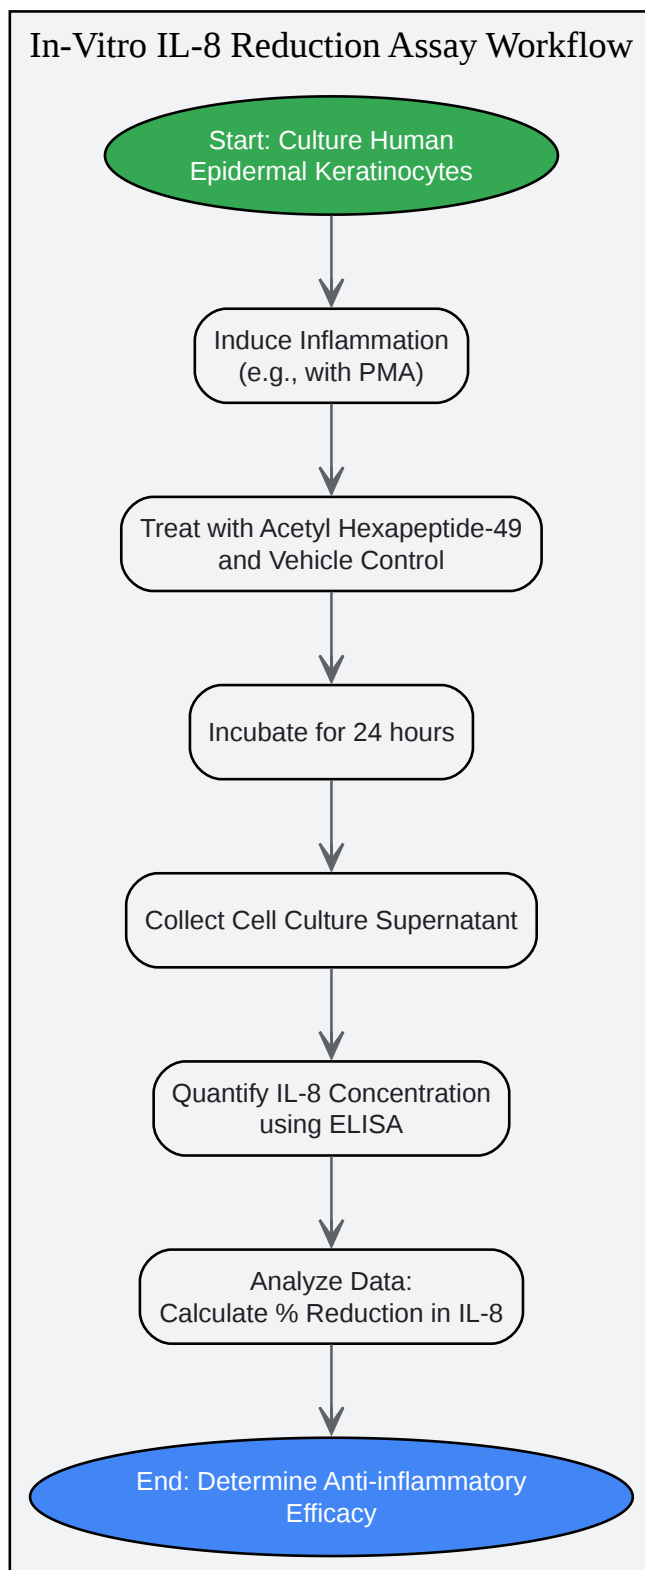 In-Vitro IL-8 Reduction Assay Workflow
Start: Culture Human
Epidermal Keratinocytes
Induce Inflammation
(e.g., with PMA)
Treat with Acetyl Hexapeptide-49
and Vehicle Control
Incubate for 24 hours
Collect Cell Culture Supernatant
Quantify IL-8 Concentration
using ELISA
Analyze Data:
Calculate % Reduction in IL-8
End: Determine Anti-inflammatory
Efficacy